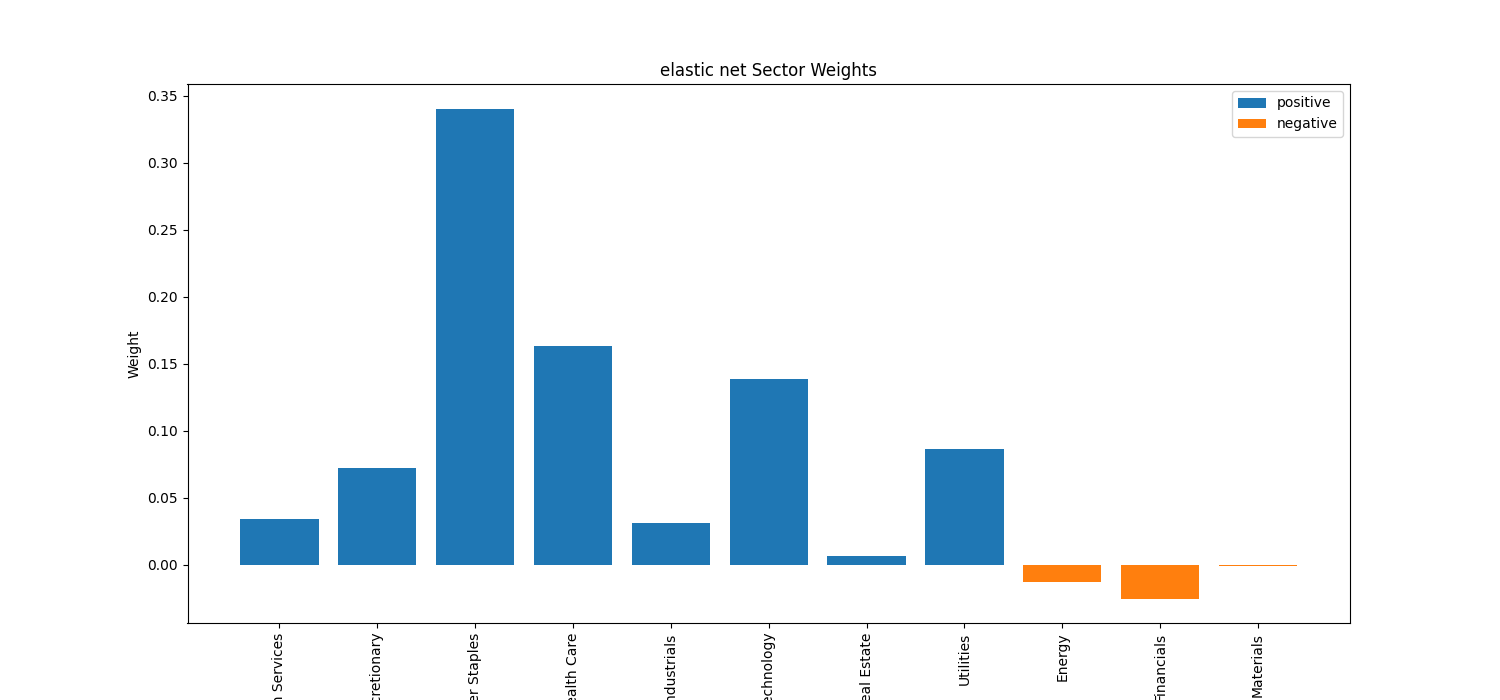 elastic net Sector Weights
positive
negative
0.35
0.30
0.25
0.20
0.15
0.10
0.05
0.00
Weight
n Services
cretionary
er Staples
ealth Care
ndustrials
echnology
eal Estate
Utilities
Energy
Financials
Materials